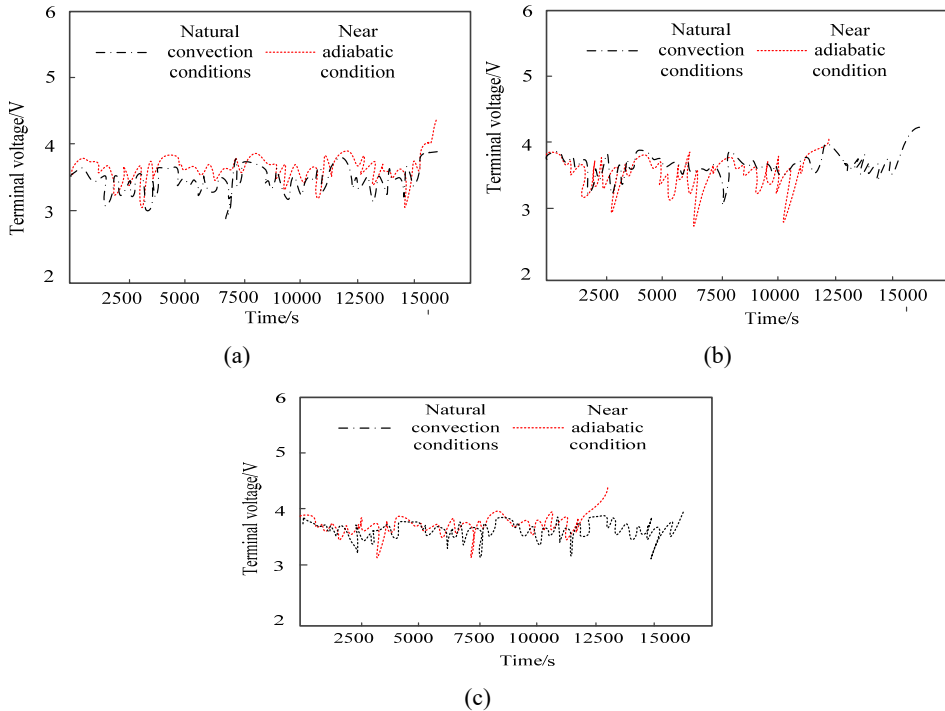 6
5
4
3
2
Terminal voltage/V
Natural
convection
conditions
Near
adiabatic
condition
2500 5000 7500 10000 12500 15000
Time/s
(a)
6
5
4
3
2
Terminal voltage/V
Natural
convection
conditions
Near
adiabatic
condition
2500 5000 7500 10000 12500 15000
Time/s
(b)
6
5
4
3
2
Terminal voltage/V
Natural
convection
conditions
Near
adiabatic
condition
2500 5000 7500 10000 12500 15000
Time/s
(c)